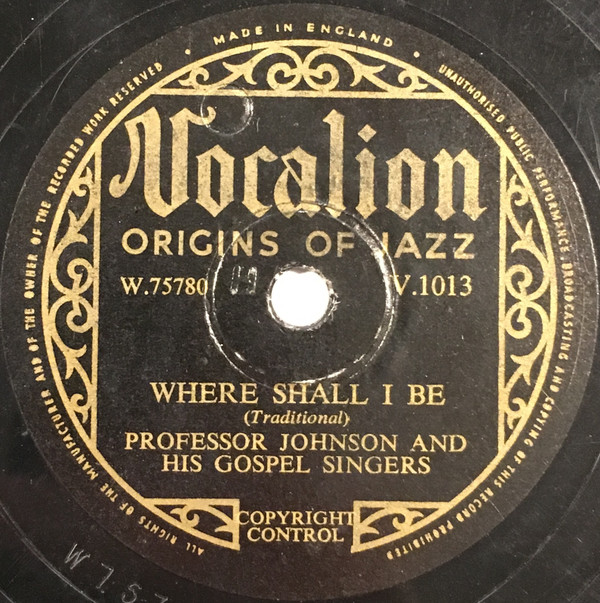 MADE IN ENGLAND
UNAUTHORISED PUBLIC PERFORMANCE, BROADCASTING AND COPYING OF THIS RECORD PROHIBITED
ALL RIGHTS OF THE MANUFACTURER AND OF THE OWNER OF THE RECORDED WORK RESERVED
Vocalion
ORIGINS OF JAZZ
W.75780 V.1013
WHERE SHALL I BE
(Traditional)
PROFESSOR JOHNSON AND
HIS GOSPEL SINGERS
COPYRIGHT
CONTROL